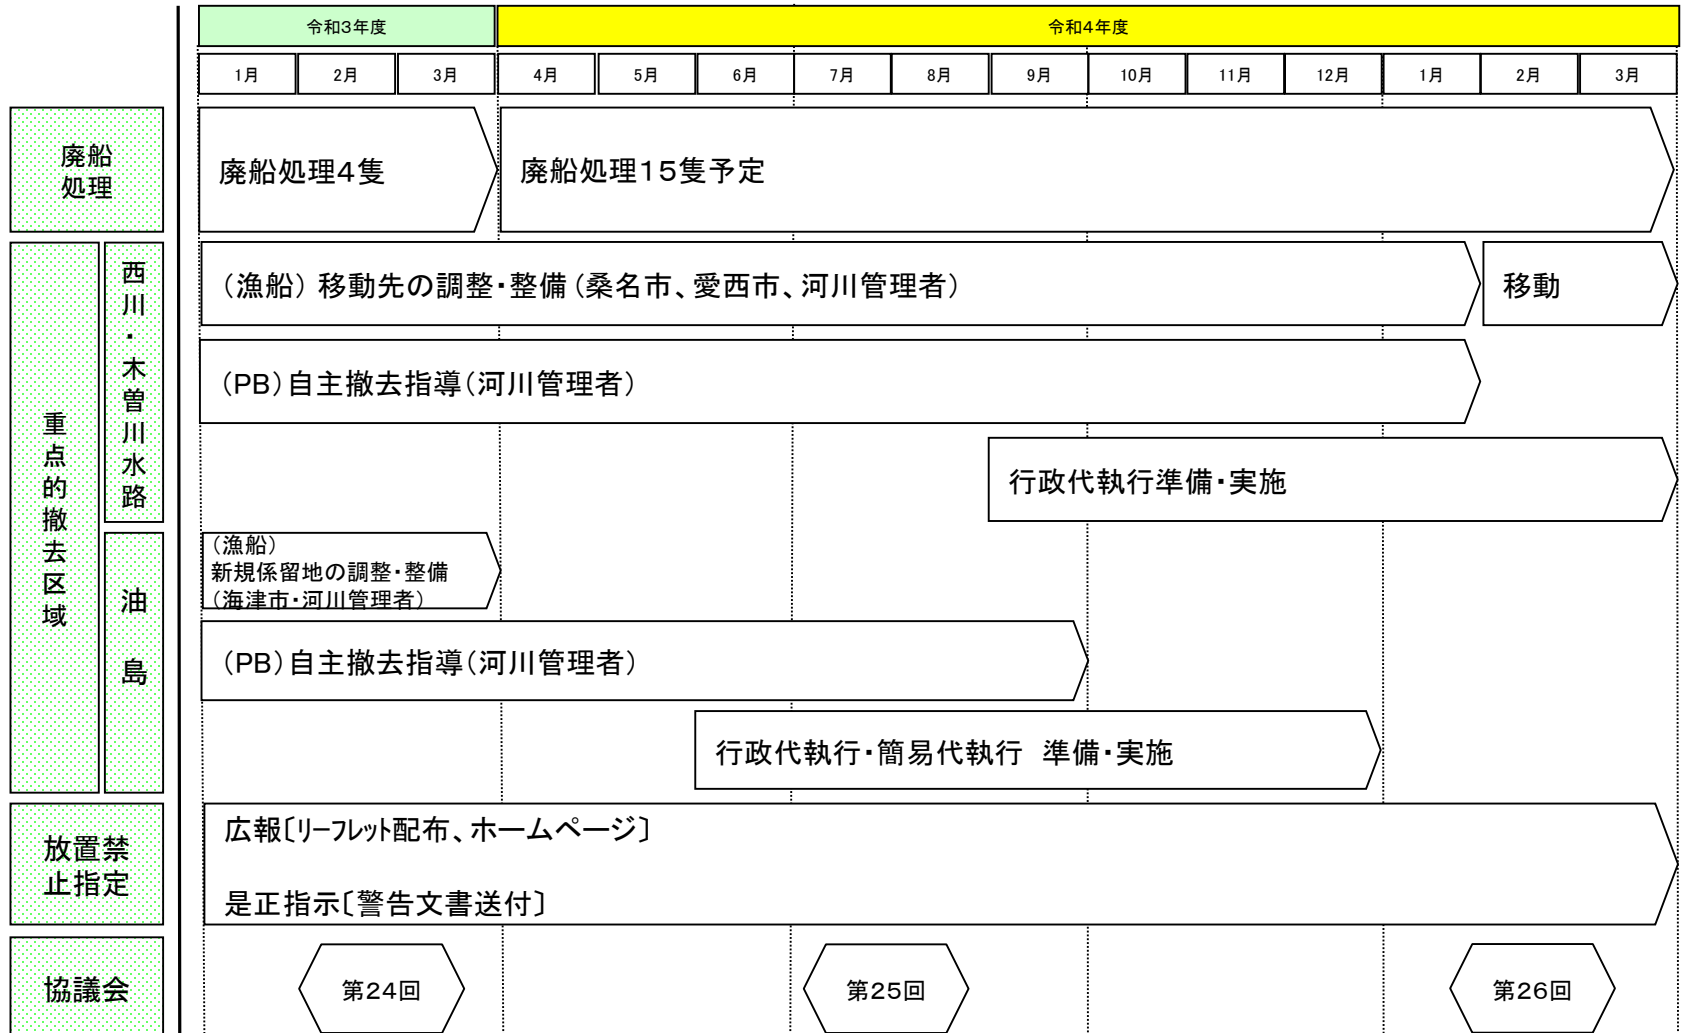 令和3年度
令和4年度
1月 2月 3月 4月 5月 6月 7月 8月 9月 10月 11月 12月 1月 2月 3月
廃船
処理
廃船処理4隻
廃船処理15隻予定
重点的撤去区域
西川・木曽川水路
(漁船) 移動先の調整・整備(桑名市、愛西市、河川管理者)
移動
(PB)自主撤去指導(河川管理者)
行政代執行準備・実施
油島
(漁船)
新規係留地の調整・整備
(海津市・河川管理者)
(PB)自主撤去指導(河川管理者)
行政代執行・簡易代執行 準備・実施
放置禁
止指定
広報〔リーフレット配布、ホームページ〕
是正指示〔警告文書送付〕
協議会
第24回
第25回
第26回